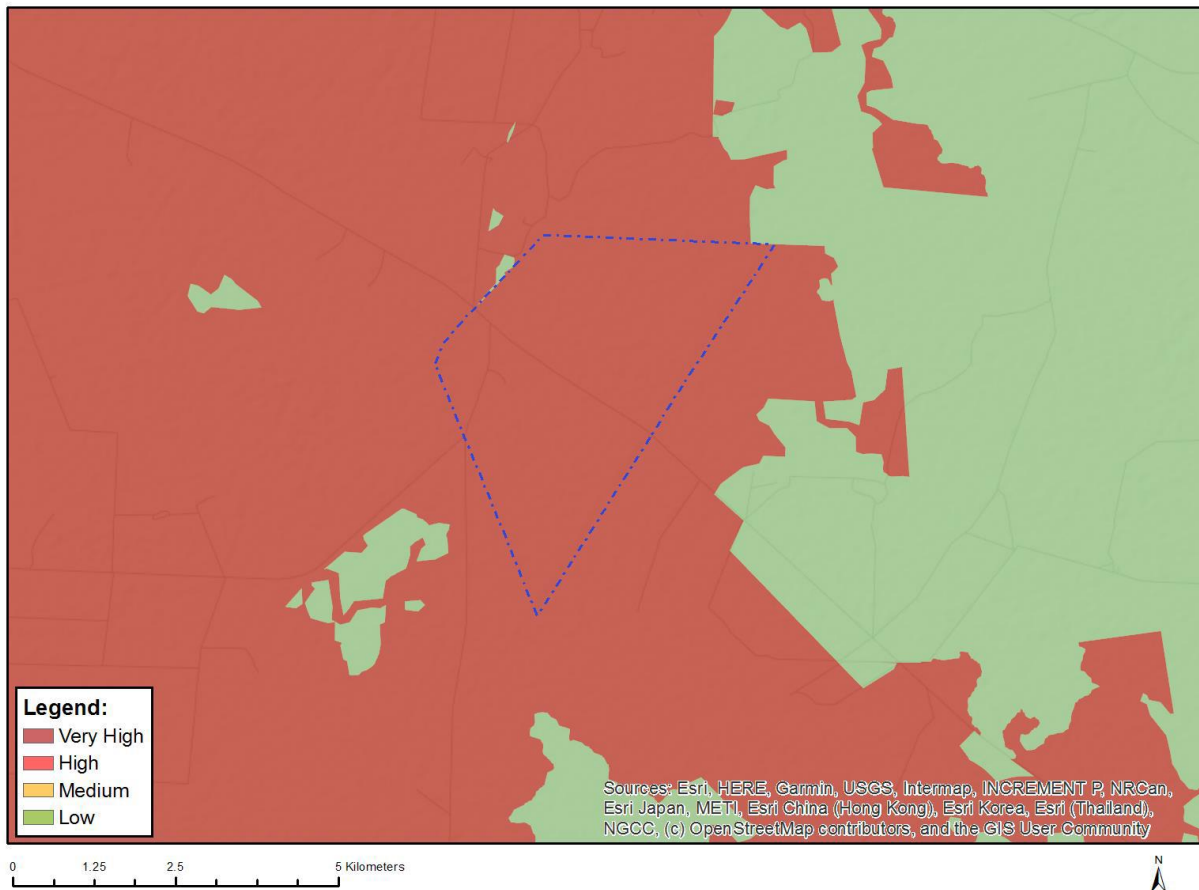 Legend:
Very High
High
Medium
Low
Sources: Esri, HERE, Garmin, USGS, Intermap, INCREMENT P, NRCan,
Esri Japan, METI, Esri China (Hong Kong), Esri Korea, Esri (Thailand),
NGCC, (c) OpenStreetMap contributors, and the GIS User Community
0 1.25 2.5 5 Kilometers
N